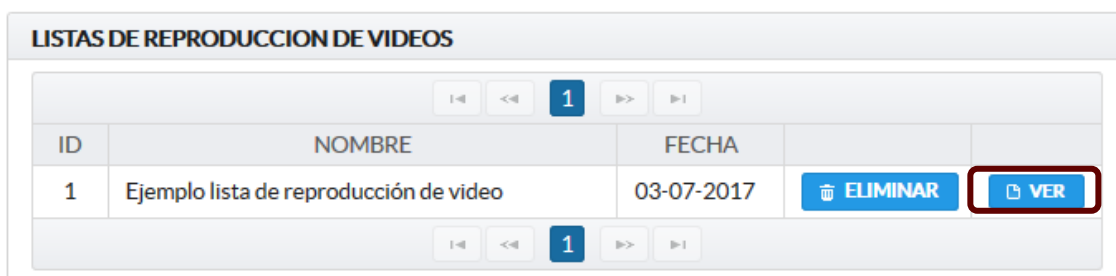 LISTAS DE REPRODUCCION DE VIDEOS
1
ID NOMBRE FECHA
1 Ejemplo lista de reproducción de video 03-07-2017 ELIMINAR VER
1